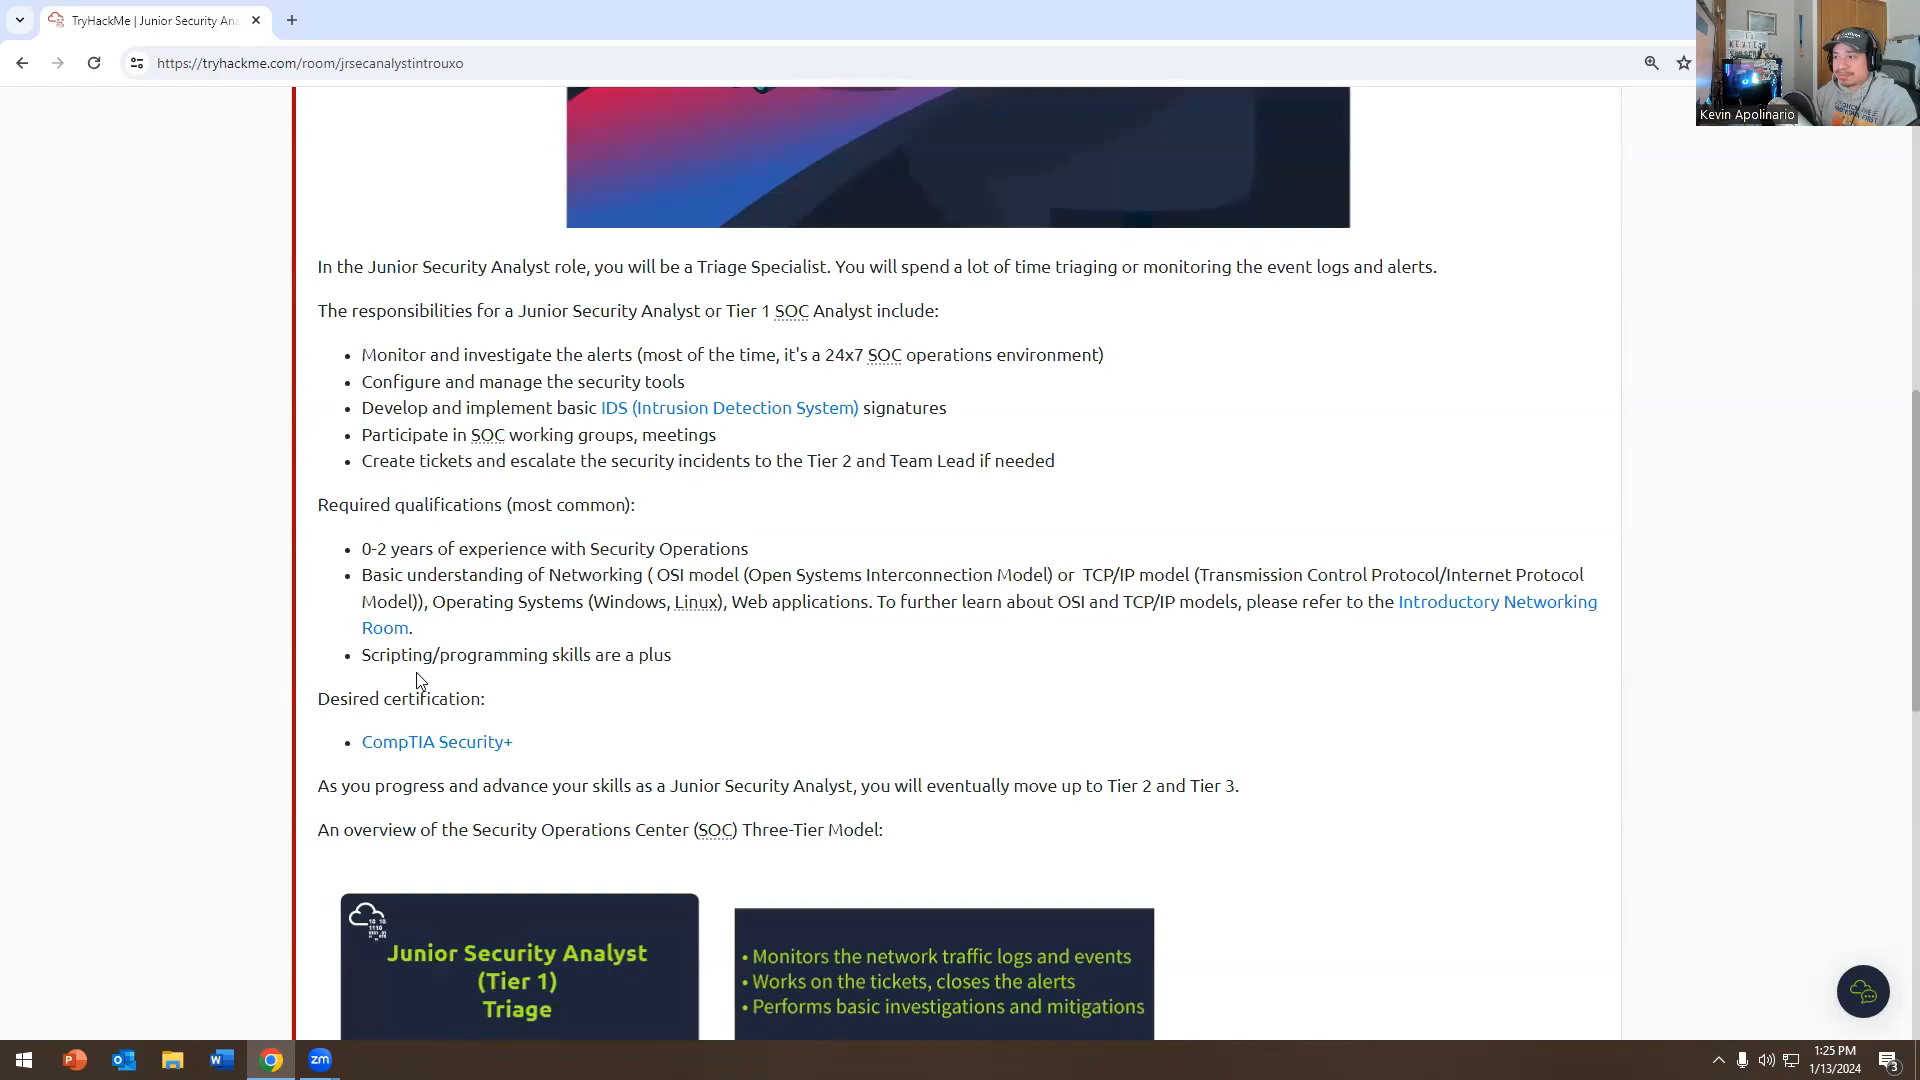 TryHackMe | Junior Security Ana
https://tryhackme.com/room/jrsecanalystintrouxo
Kevin Apolinario
In the Junior Security Analyst role, you will be a Triage Specialist. You will spend a lot of time triaging or monitoring the event logs and alerts.
The responsibilities for a Junior Security Analyst or Tier 1 SOC Analyst include:
• Monitor and investigate the alerts (most of the time, it's a 24x7 SOC operations environment)
• Configure and manage the security tools
• Develop and implement basic IDS (Intrusion Detection System) signatures
• Participate in SOC working groups, meetings
• Create tickets and escalate the security incidents to the Tier 2 and Team Lead if needed
Required qualifications (most common):
• 0-2 years of experience with Security Operations
• Basic understanding of Networking ( OSI model (Open Systems Interconnection Model) or TCP/IP model (Transmission Control Protocol/Internet Protocol
Model)), Operating Systems (Windows, Linux), Web applications. To further learn about OSI and TCP/IP models, please refer to the Introductory Networking
Room.
• Scripting/programming skills are a plus
Desired certification:
• CompTIA Security+
As you progress and advance your skills as a Junior Security Analyst, you will eventually move up to Tier 2 and Tier 3.
An overview of the Security Operations Center (SOC) Three-Tier Model:
Junior Security Analyst
(Tier 1)
Triage
• Monitors the network traffic logs and events
• Works on the tickets, closes the alerts
• Performs basic investigations and mitigations
zm
1:25 PM
1/13/2024
3